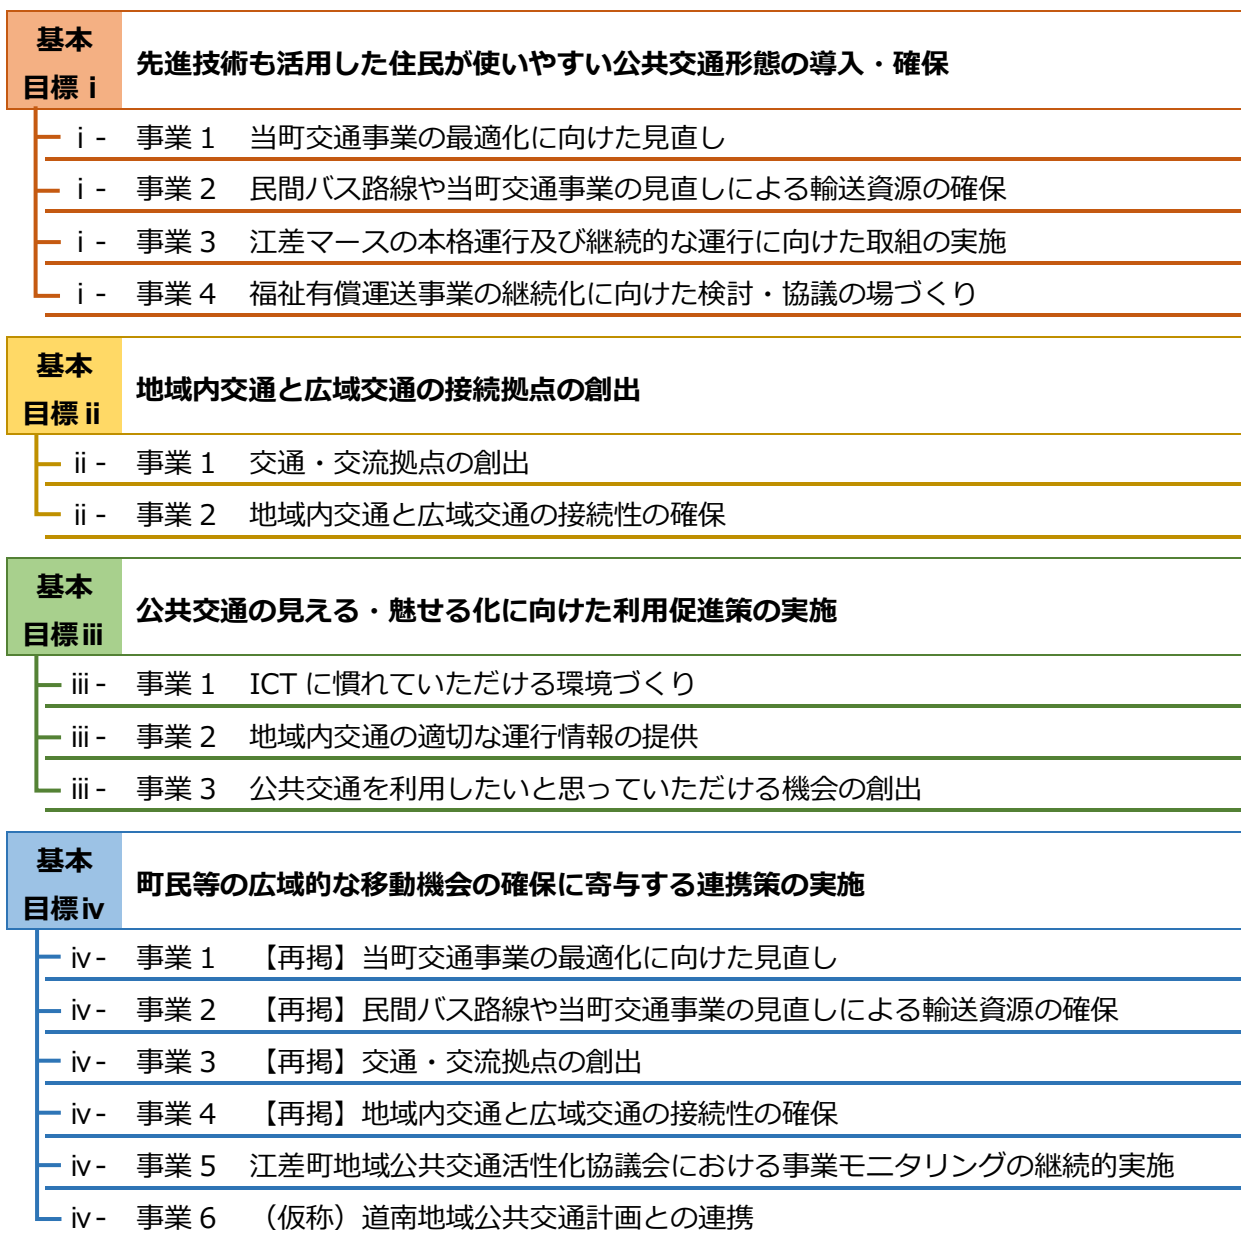 基本
目標ⅰ
先進技術も活用した住民が使いやすい公共交通形態の導入・確保
ⅰ- 事業１ 当町交通事業の最適化に向けた見直し
ⅰ- 事業２ 民間バス路線や当町交通事業の見直しによる輸送資源の確保
ⅰ- 事業３ 江差マースの本格運行及び継続的な運行に向けた取組の実施
ⅰ- 事業４ 福祉有償運送事業の継続化に向けた検討・協議の場づくり
基本
目標ⅱ
地域内交通と広域交通の接続拠点の創出
ⅱ- 事業１ 交通・交流拠点の創出
ⅱ- 事業２ 地域内交通と広域交通の接続性の確保
基本
目標ⅲ
公共交通の見える・魅せる化に向けた利用促進策の実施
ⅲ- 事業１ ICTに慣れていただける環境づくり
ⅲ- 事業２ 地域内交通の適切な運行情報の提供
ⅲ- 事業３ 公共交通を利用したいと思っていただける機会の創出
基本
目標ⅳ
町民等の広域的な移動機会の確保に寄与する連携策の実施
ⅳ- 事業１ 【再掲】当町交通事業の最適化に向けた見直し
ⅳ- 事業２ 【再掲】民間バス路線や当町交通事業の見直しによる輸送資源の確保
ⅳ- 事業３ 【再掲】交通・交流拠点の創出
ⅳ- 事業４ 【再掲】地域内交通と広域交通の接続性の確保
ⅳ- 事業５ 江差町地域公共交通活性化協議会における事業モニタリングの継続的実施
ⅳ- 事業６ （仮称）道南地域公共交通計画との連携